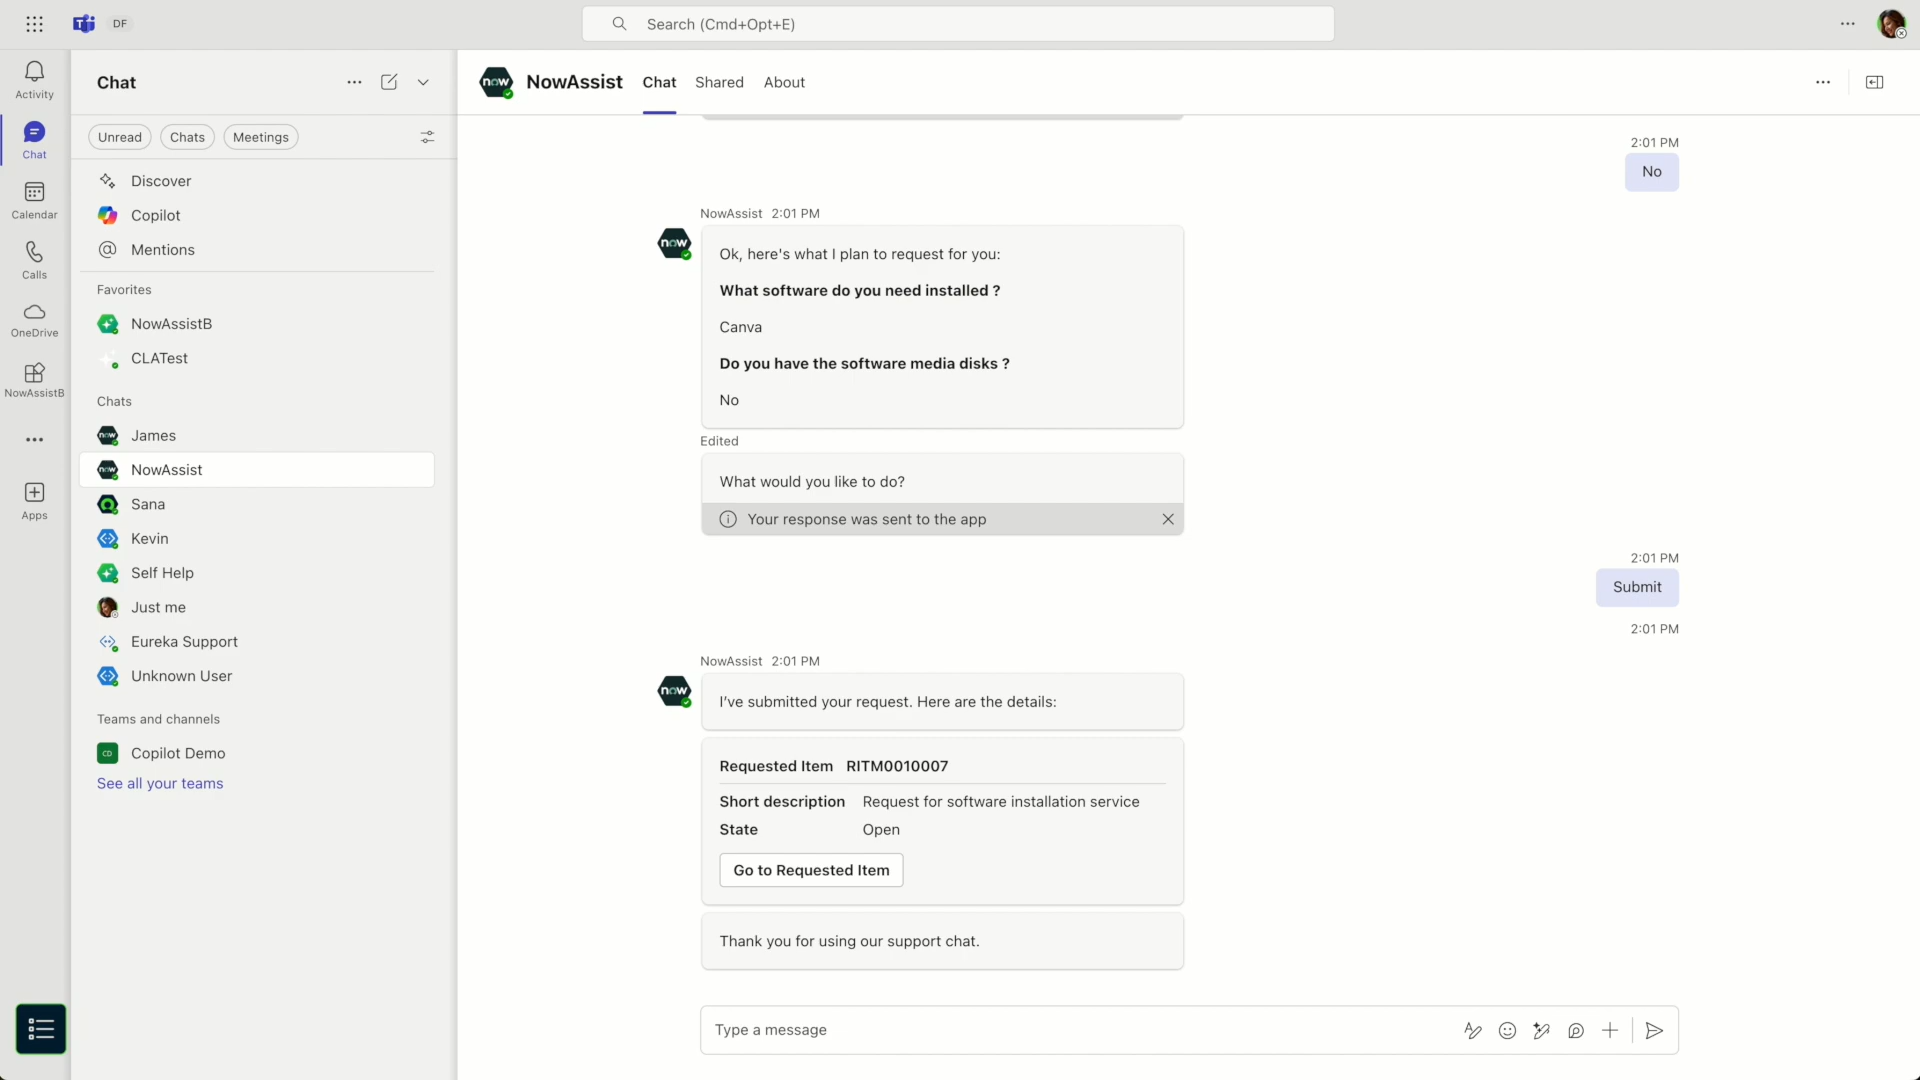 DF
Search (Cmd+Opt+E)
Activity
Chat
Calendar
Calls
OneDrive
NowAssistB
Apps
Chat
Unread
Chats
Meetings
Discover
Copilot
Mentions
Favorites
NowAssistB
CLATest
Chats
now James
now NowAssist
Sana
Kevin
Self Help
Just me
Eureka Support
Unknown User
Teams and channels
CD Copilot Demo
See all your teams
now NowAssist Chat Shared About
2:01 PM
No
NowAssist 2:01 PM
now
Ok, here's what I plan to request for you:
What software do you need installed ?
Canva
Do you have the software media disks ?
No
Edited
What would you like to do?
Your response was sent to the app
2:01 PM
Submit
2:01 PM
NowAssist 2:01 PM
now
I've submitted your request. Here are the details:
Requested Item RITM0010007
Short description Request for software installation service
State Open
Go to Requested Item
Thank you for using our support chat.
Type a message